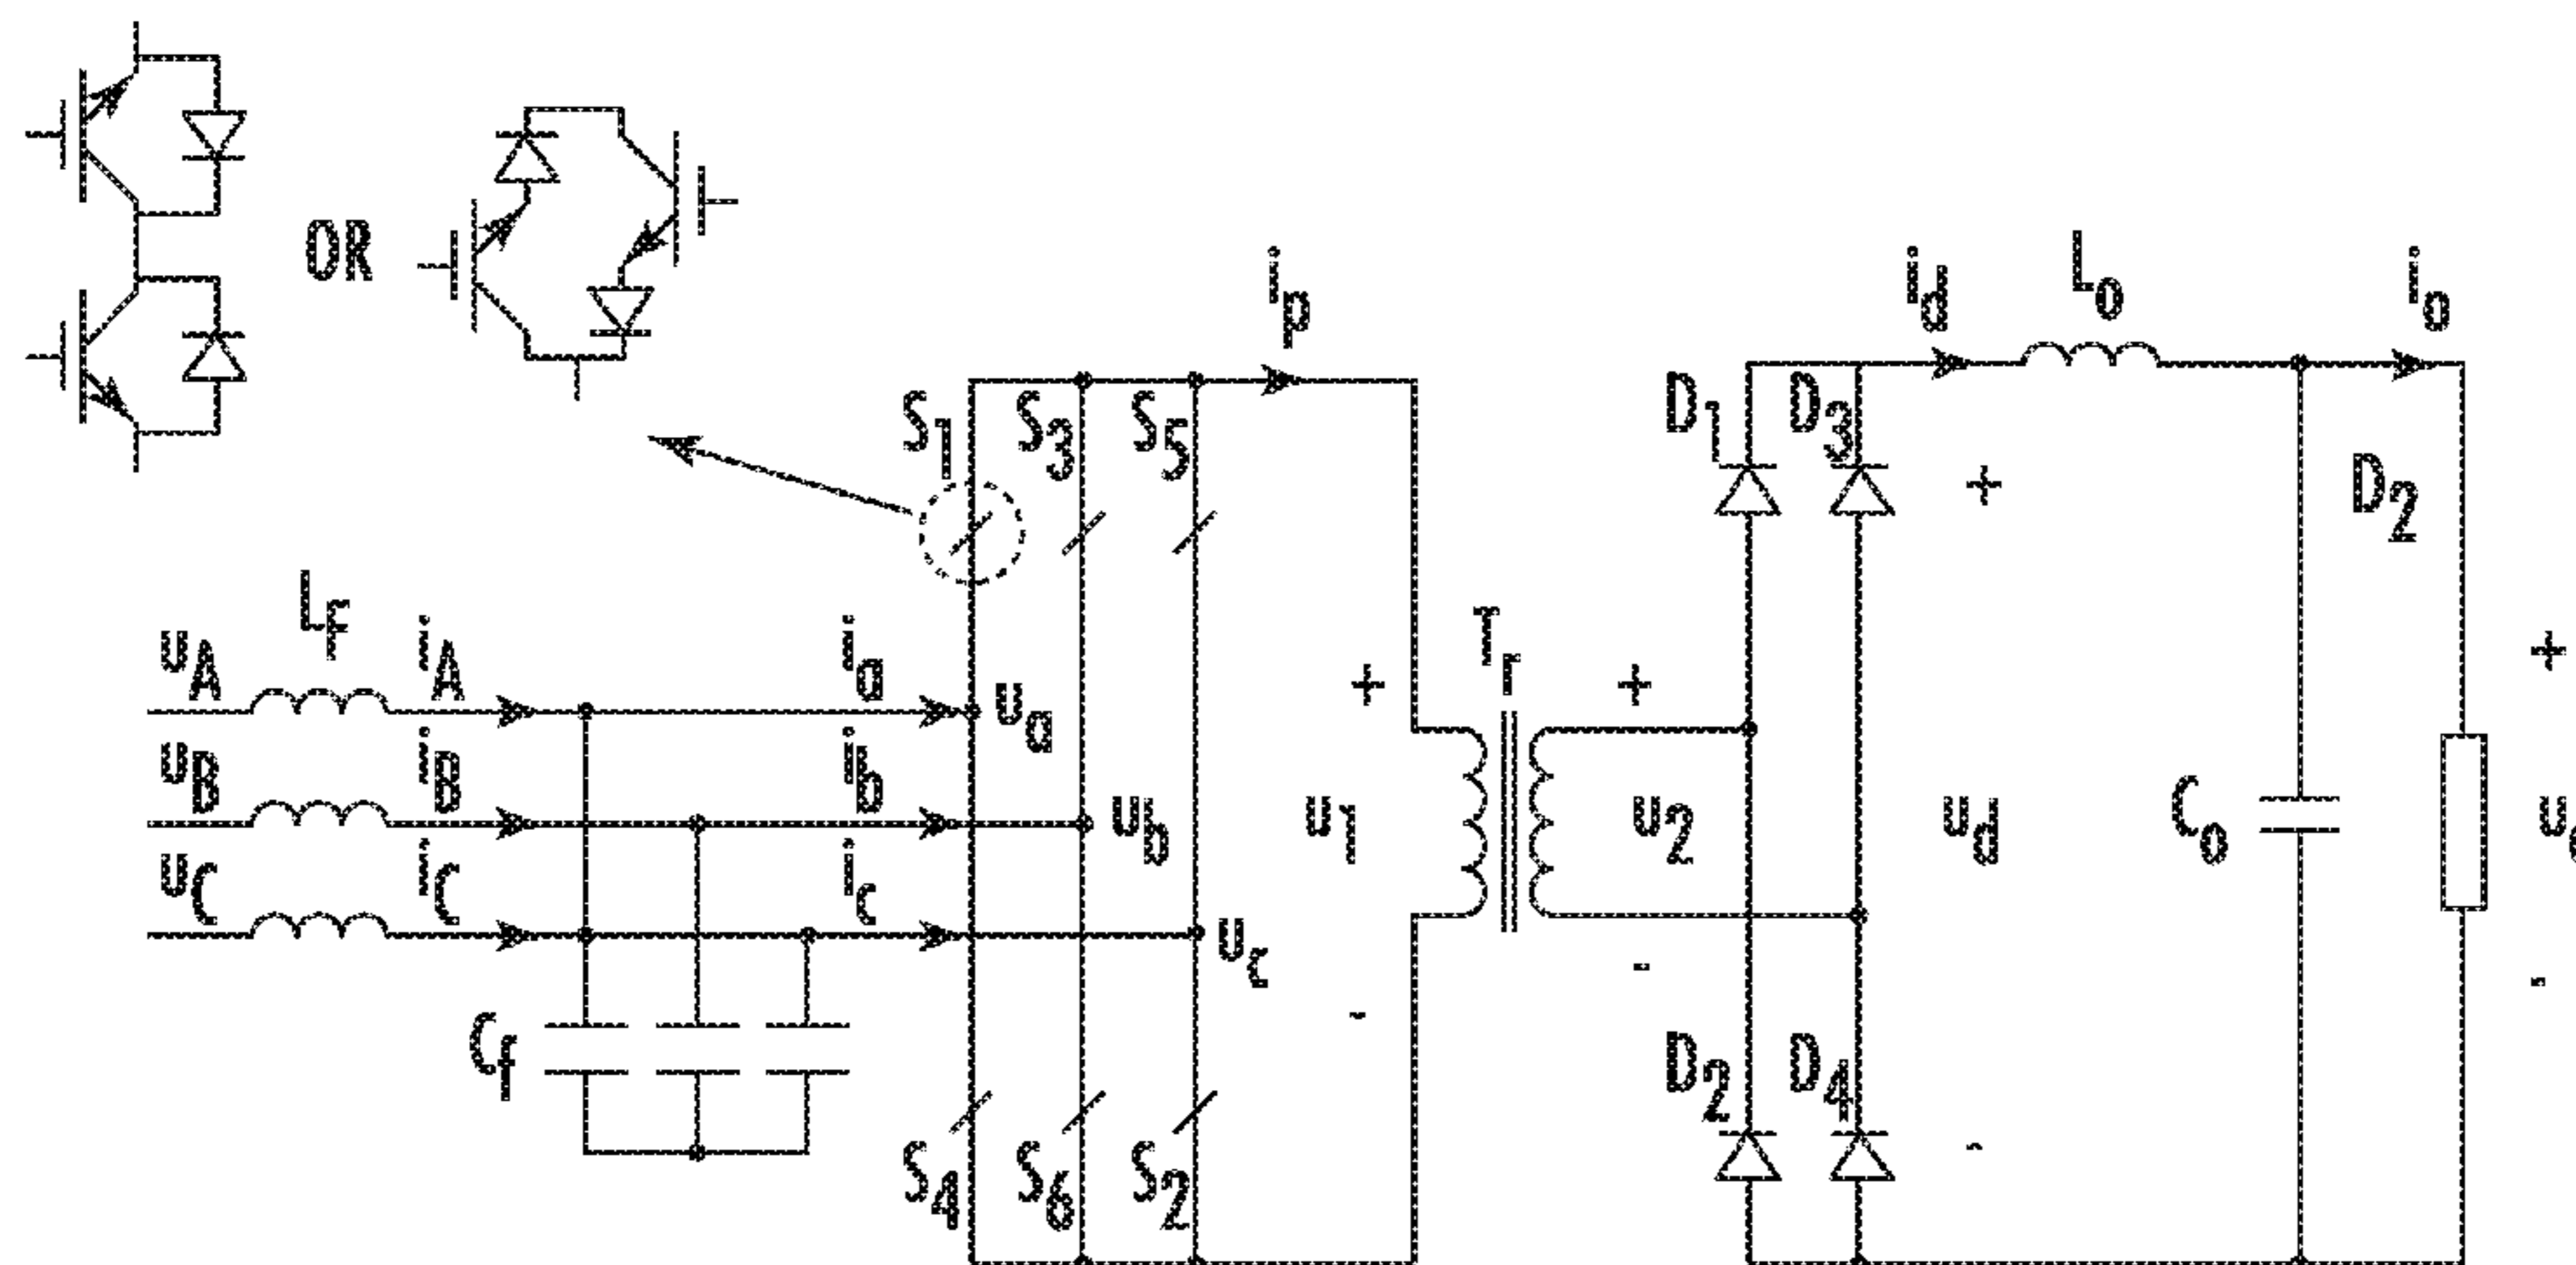 OR
i_p
i_d
L_o
i_o
S_1
S_3
S_5
D_1
D_3
+
D_2
L_f
u_A
i_A
i_a
u_a
+
T_r
+
+
u_B
i_B
i_b
u_b
u_1
u_2
u_d
C_o
u_C
i_C
i_c
u_c
-
-
-
C_f
D_2
D_4
-
S_4
S_6
S_2